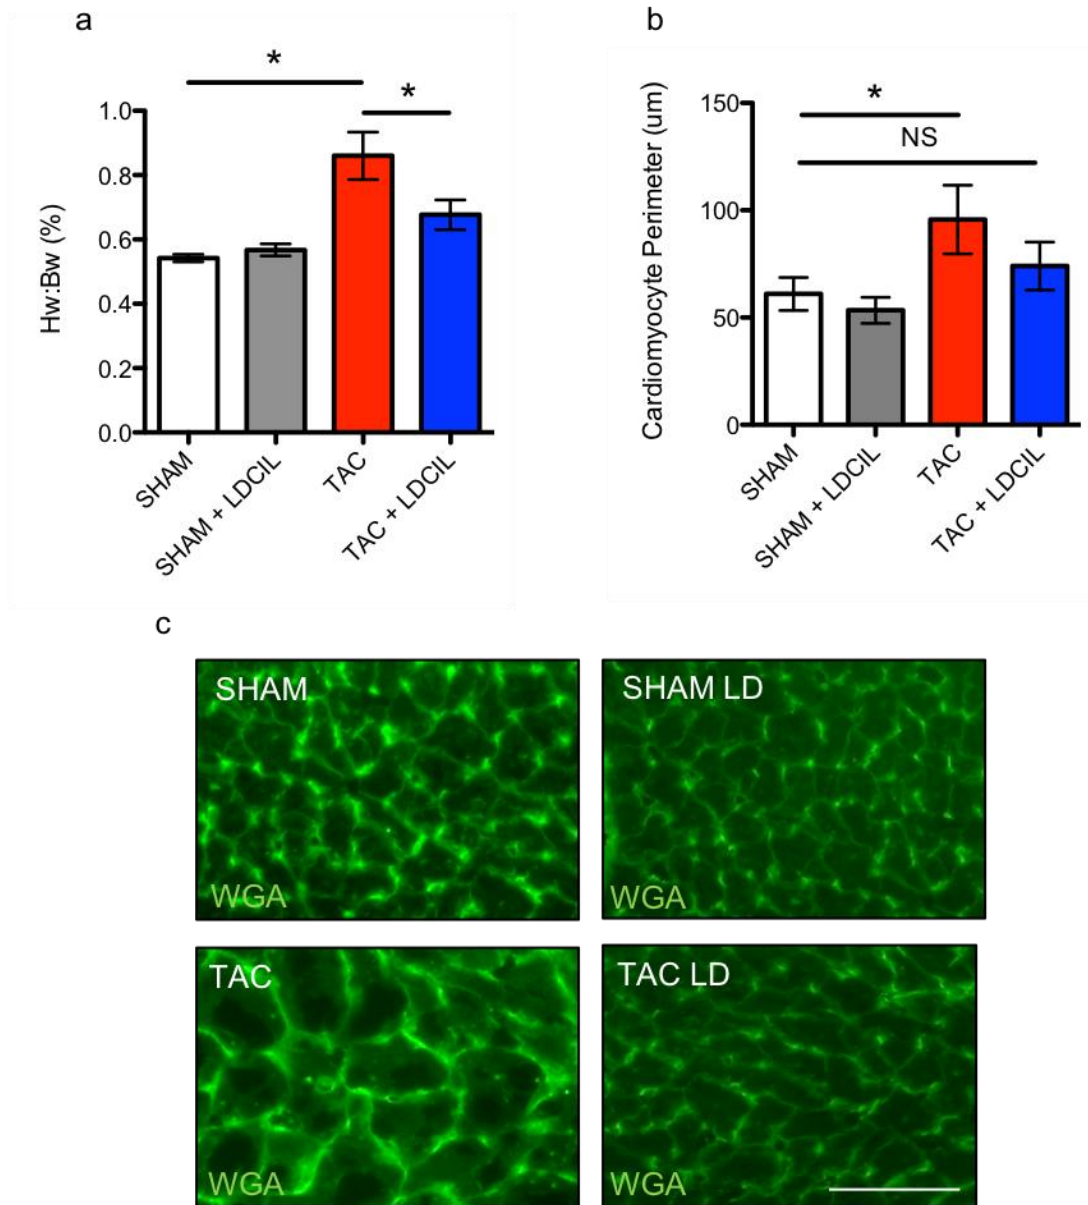 a
*
*
Hw:Bw (%)
1.0
0.8
0.6
0.4
0.2
0.0
SHAM
SHAM + LDCIL
TAC
TAC + LDCIL
b
*
NS
Cardiomyocyte Perimeter (um)
150
100
50
0
SHAM
SHAM + LDCIL
TAC
TAC + LDCIL
c
SHAM
WGA
SHAM LD
WGA
TAC
WGA
TAC LD
WGA